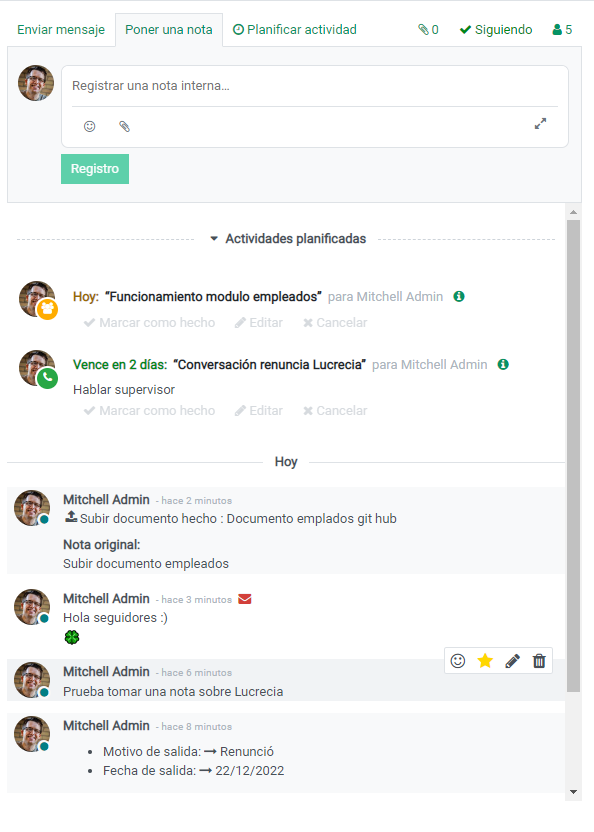 Enviar mensaje Poner una nota Planificar actividad 0 Siguiendo 5
Registrar una nota interna...
Registro
Actividades planificadas
Hoy: “Funcionamiento modulo empleados” para Mitchell Admin
Marcar como hecho Editar Cancelar
Vence en 2 días: “Conversación renuncia Lucrecia” para Mitchell Admin
Hablar supervisor
Marcar como hecho Editar Cancelar
Hoy
Mitchell Admin - hace 2 minutos
Subir documento hecho : Documento emplados git hub
Nota original:
Subir documento empleados
Mitchell Admin - hace 3 minutos
Hola seguidores :)
Mitchell Admin - hace 6 minutos
Prueba tomar una nota sobre Lucrecia
Mitchell Admin - hace 8 minutos
• Motivo de salida: → Renunció
• Fecha de salida: → 22/12/2022